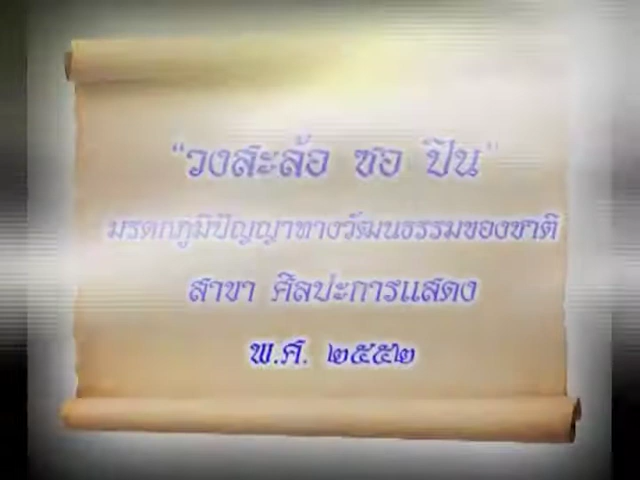 “วงสะล้อ ซอ ปิน”
มรดกภูมิปัญญาทางวัฒนธรรมของชาติ
สาขา ศิลปะการแสดง
พ.ศ. ๒๕๕๒